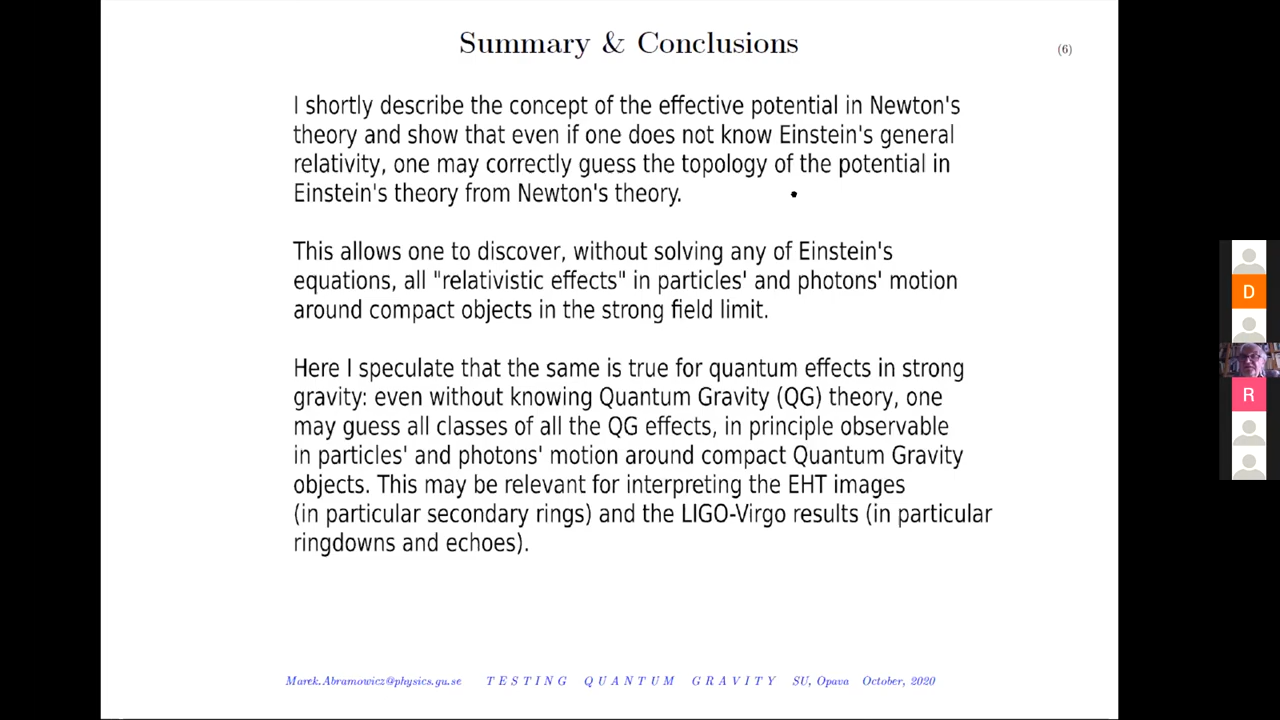 Summary & Conclusions
(6)
I shortly describe the concept of the effective potential in Newton's
theory and show that even if one does not know Einstein's general
relativity, one may correctly guess the topology of the potential in
Einstein's theory from Newton's theory.
This allows one to discover, without solving any of Einstein's
equations, all "relativistic effects" in particles' and photons' motion
around compact objects in the strong field limit.
Here I speculate that the same is true for quantum effects in strong
gravity: even without knowing Quantum Gravity (QG) theory, one
may guess all classes of all the QG effects, in principle observable
in particles' and photons' motion around compact Quantum Gravity
objects. This may be relevant for interpreting the EHT images
(in particular secondary rings) and the LIGO-Virgo results (in particular
ringdowns and echoes).
Marek.Abramowicz@physics.gu.se TESTING QUANTUM GRAVITY SU, Opava October, 2020
D
R